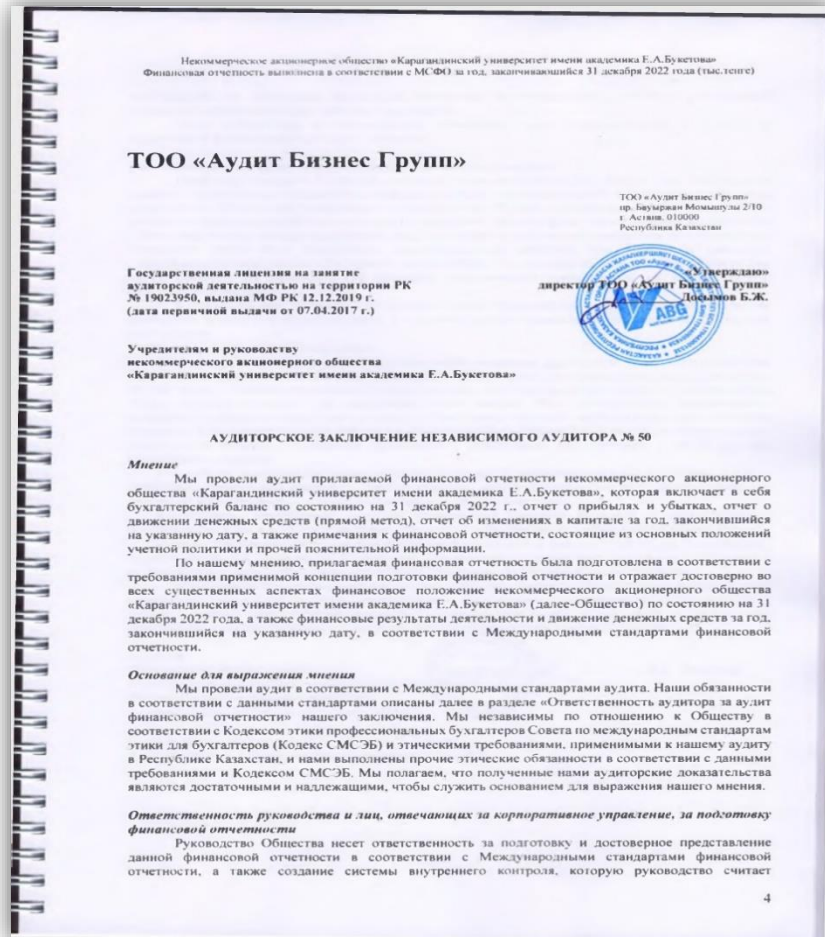 Некоммерческое акционерное общество «Карагандинский университет имени академика Е.А.Букетова»
Финансовая отчетность выполнена в соответствии с МСФО за год, заканчивающийся 31 декабря 2022 года (тыс.тенге)
ТОО «Аудит Бизнес Групп»
ТОО «Аудит Бизнес Групп»
пр. Бауыржан Момышулы 2/10
г. Астана, 010000
Республика Казахстан
Государственная лицензия на занятие
аудиторской деятельностью на территории РК
№ 19023950, выдана МФ РК 12.12.2019 г.
(дата первичной выдачи от 07.04.2017 г.)
«Утверждаю»
директор ТОО «Аудит Бизнес Групп»
Досымов Б.Ж.
ABG
Учредителям и руководству
некоммерческого акционерного общества
«Карагандинский университет имени академика Е.А.Букетова»
АУДИТОРСКОЕ ЗАКЛЮЧЕНИЕ НЕЗАВИСИМОГО АУДИТОРА № 50
Мнение
Мы провели аудит прилагаемой финансовой отчетности некоммерческого акционерного
общества «Карагандинский университет имени академика Е.А.Букетова», которая включает в себя
бухгалтерский баланс по состоянию на 31 декабря 2022 г., отчет о прибылях и убытках, отчет о
движении денежных средств (прямой метод), отчет об изменениях в капитале за год, закончившийся
на указанную дату, а также примечания к финансовой отчетности, состоящие из основных положений
учетной политики и прочей пояснительной информации.
По нашему мнению, прилагаемая финансовая отчетность была подготовлена в соответствии с
требованиями применимой концепции подготовки финансовой отчетности и отражает достоверно во
всех существенных аспектах финансовое положение некоммерческого акционерного общества
«Карагандинский университет имени академика Е.А.Букетова» (далее-Общество) по состоянию на 31
декабря 2022 года, а также финансовые результаты деятельности и движение денежных средств за год,
закончившийся на указанную дату, в соответствии с Международными стандартами финансовой
отчетности.
Основание для выражения мнения
Мы провели аудит в соответствии с Международными стандартами аудита. Наши обязанности
в соответствии с данными стандартами описаны далее в разделе «Ответственность аудитора за аудит
финансовой отчетности» нашего заключения. Мы независимы по отношению к Обществу в
соответствии с Кодексом этики профессиональных бухгалтеров Совета по международным стандартам
этики для бухгалтеров (Кодекс СМСЭБ) и этическими требованиями, применимыми к нашему аудиту
в Республике Казахстан, и нами выполнены прочие этические обязанности в соответствии с данными
требованиями и Кодексом СМСЭБ. Мы полагаем, что полученные нами аудиторские доказательства
являются достаточными и надлежащими, чтобы служить основанием для выражения нашего мнения.
Ответственность руководства и лиц, отвечающих за корпоративное управление, за подготовку
финансовой отчетности
Руководство Общества несет ответственность за подготовку и достоверное представление
данной финансовой отчетности в соответствии с Международными стандартами финансовой
отчетности, а также создание системы внутреннего контроля, которую руководство считает
4